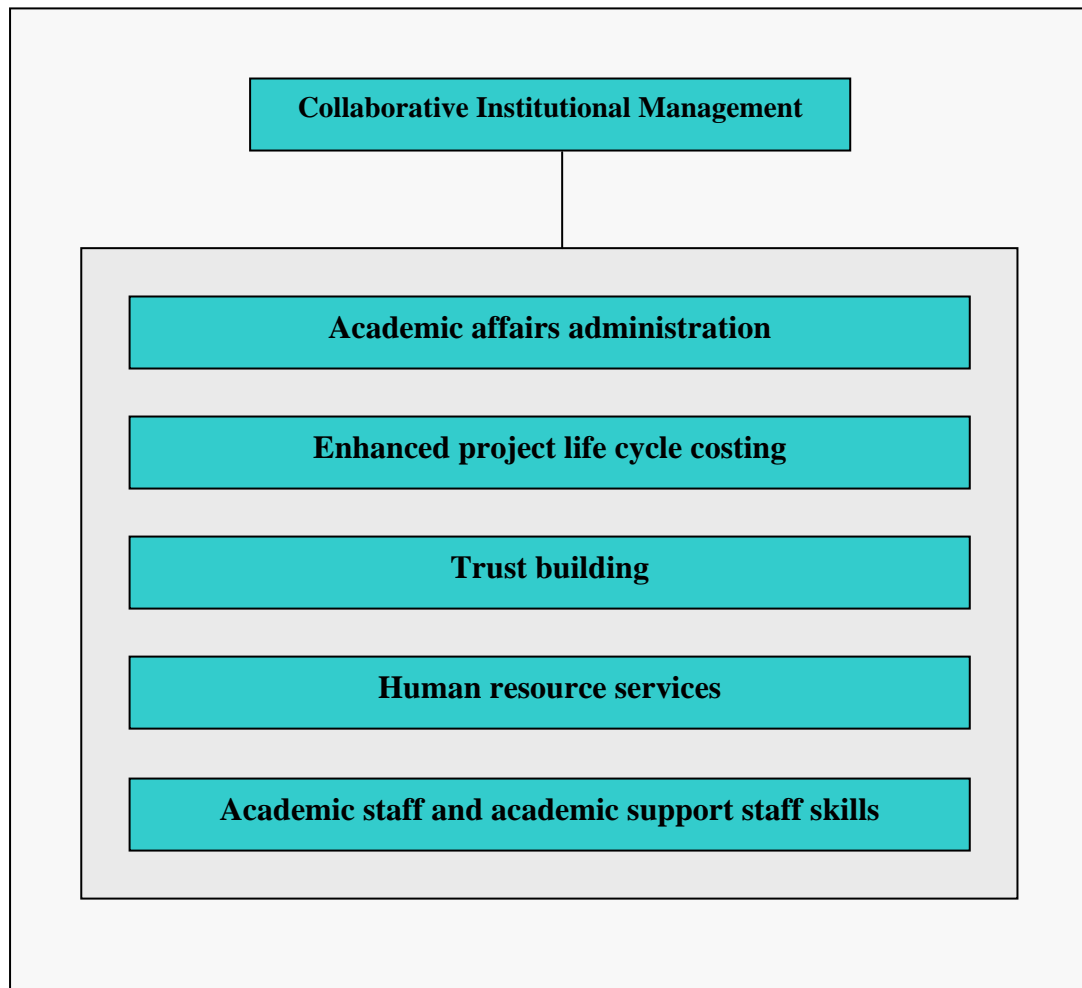 Collaborative Institutional Management
Academic affairs administration
Enhanced project life cycle costing
Trust building
Human resource services
Academic staff and academic support staff skills